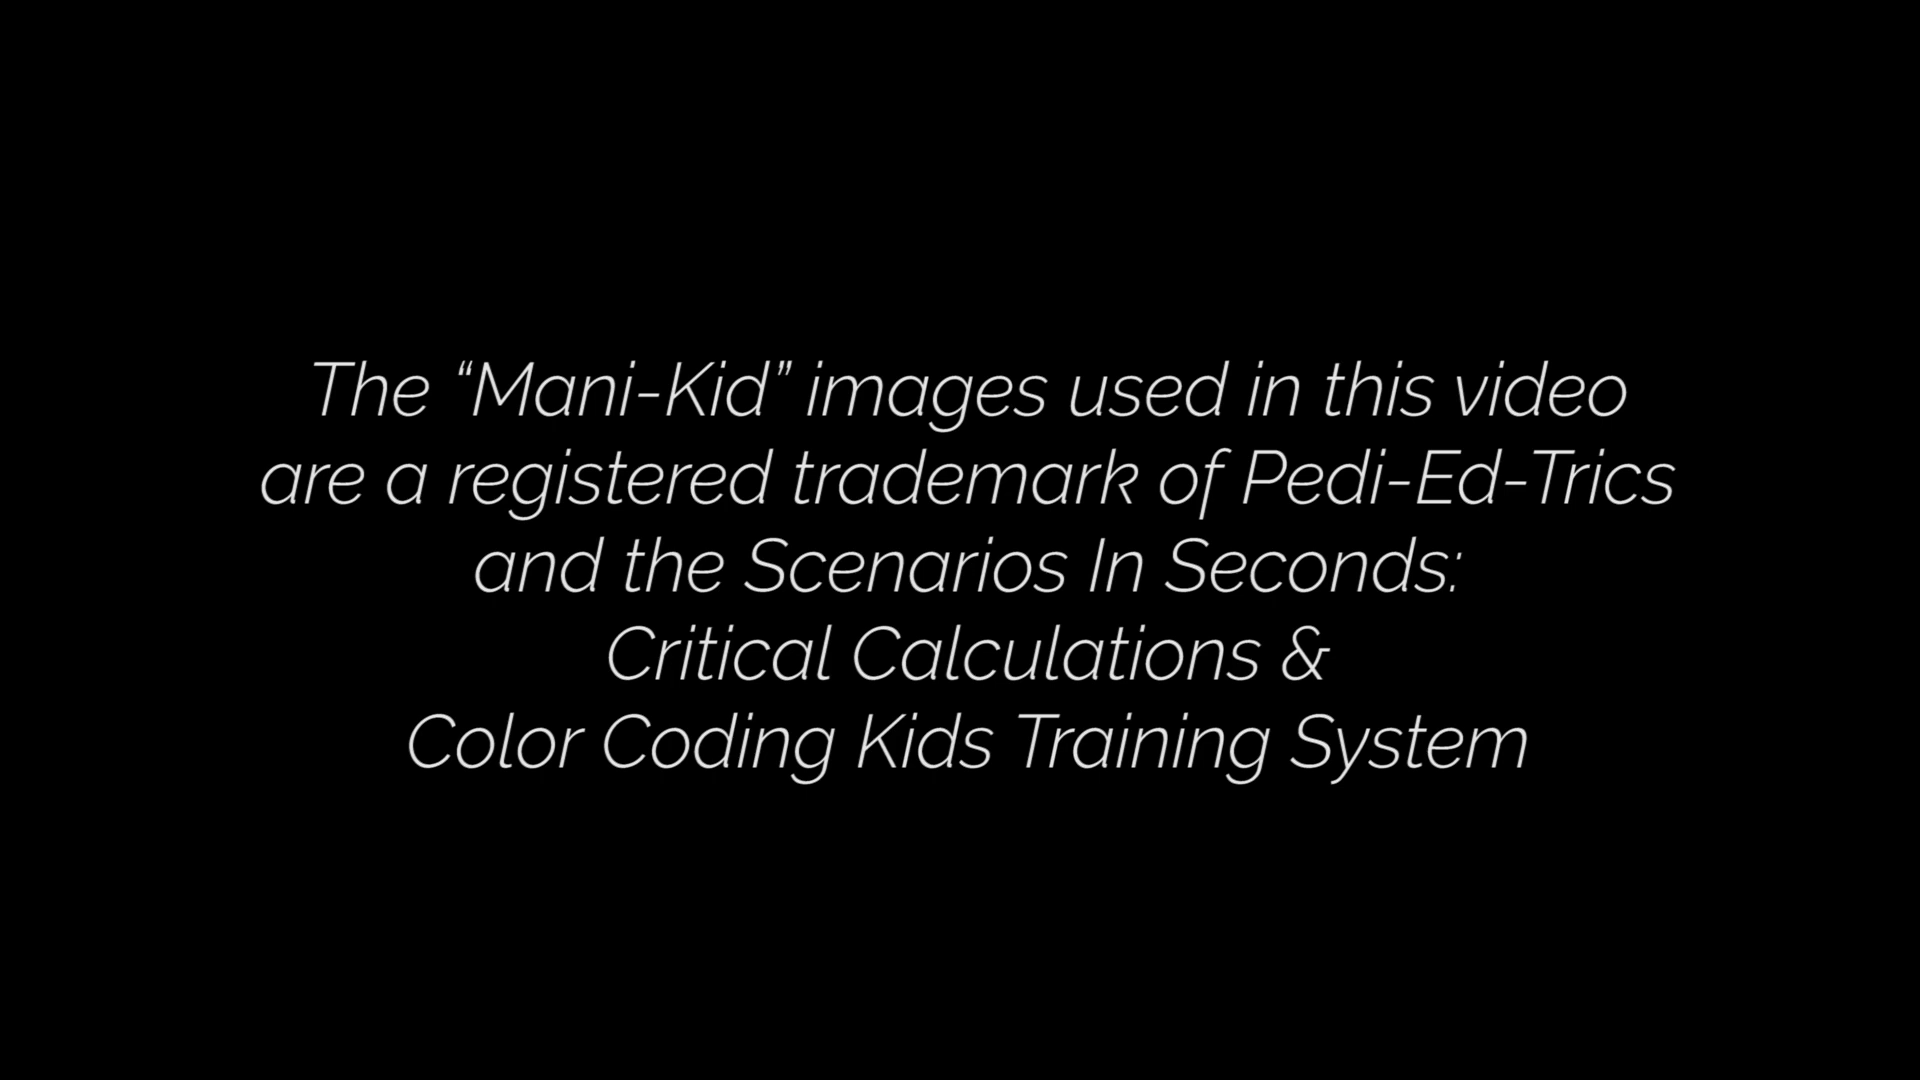 The “Mani-Kid” images used in this video
are a registered trademark of Pedi-Ed-Trics
and the Scenarios In Seconds:
Critical Calculations &
Color Coding Kids Training System